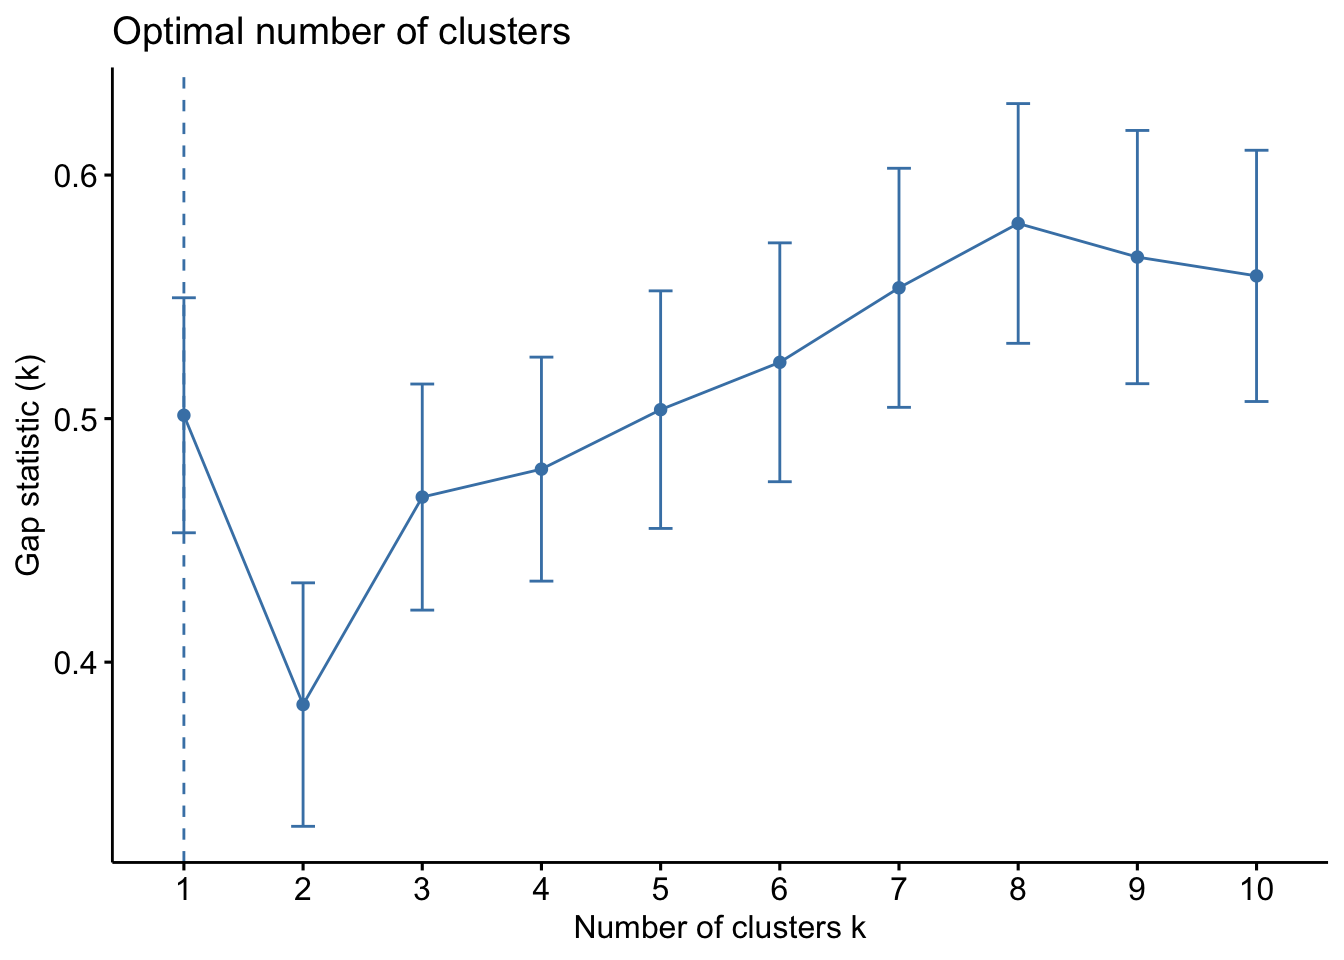 Optimal number of clusters
Gap statistic (k)
0.6
0.5
0.4
1 2 3 4 5 6 7 8 9 10
Number of clusters k